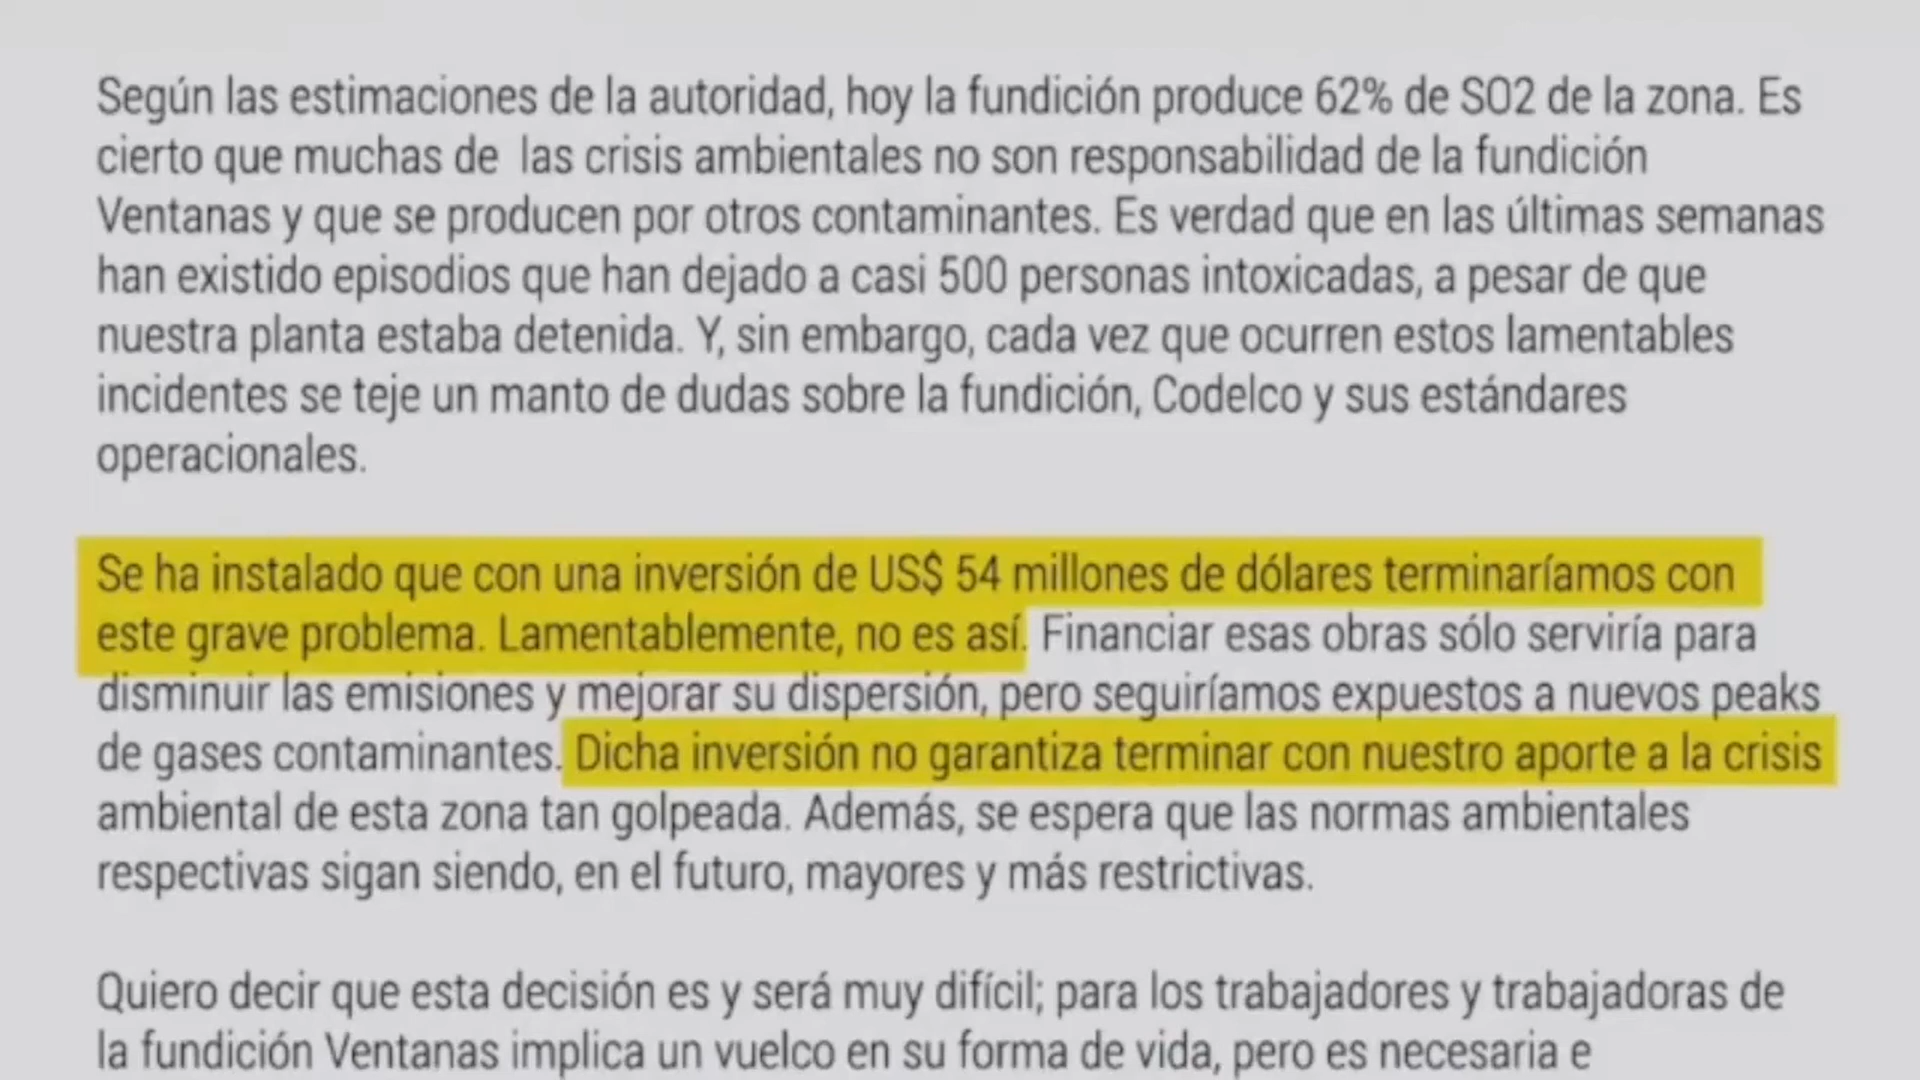 Según las estimaciones de la autoridad, hoy la fundición produce 62% de SO2 de la zona. Es
cierto que muchas de las crisis ambientales no son responsabilidad de la fundición
Ventanas y que se producen por otros contaminantes. Es verdad que en las últimas semanas
han existido episodios que han dejado a casi 500 personas intoxicadas, a pesar de que
nuestra planta estaba detenida. Y, sin embargo, cada vez que ocurren estos lamentables
incidentes se teje un manto de dudas sobre la fundición, Codelco y sus estándares
operacionales.
Se ha instalado que con una inversión de US$ 54 millones de dólares terminaríamos con
este grave problema. Lamentablemente, no es así. Financiar esas obras sólo serviría para
disminuir las emisiones y mejorar su dispersión, pero seguiríamos expuestos a nuevos peaks
de gases contaminantes. Dicha inversión no garantiza terminar con nuestro aporte a la crisis
ambiental de esta zona tan golpeada. Además, se espera que las normas ambientales
respectivas sigan siendo, en el futuro, mayores y más restrictivas.
Quiero decir que esta decisión es y será muy difícil; para los trabajadores y trabajadoras de
la fundición Ventanas implica un vuelco en su forma de vida, pero es necesaria e